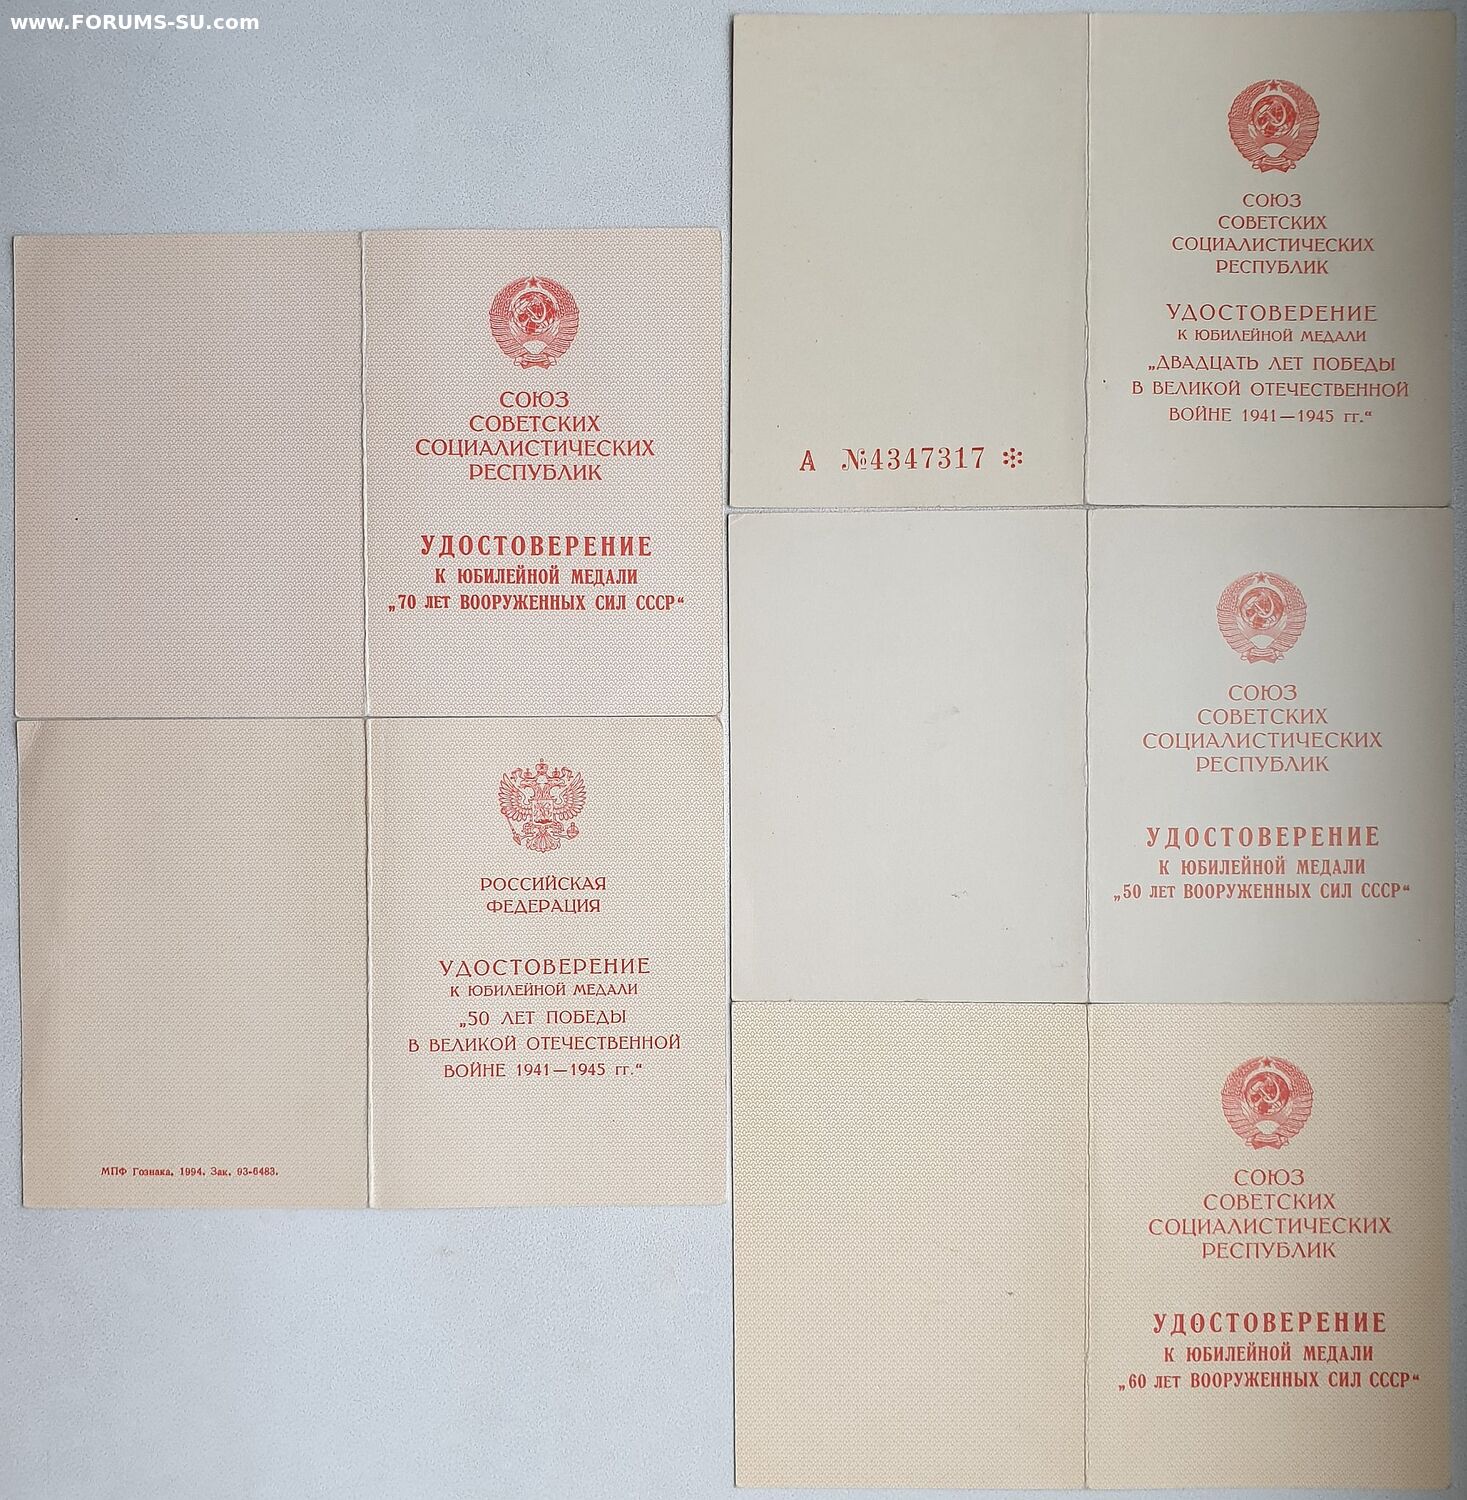 www.FORUMS-SU.com
СОЮЗ
СОВЕТСКИХ
СОЦИАЛИСТИЧЕСКИХ
РЕСПУБЛИК
УДОСТОВЕРЕНИЕ
К ЮБИЛЕЙНОЙ МЕДАЛИ
„70 ЛЕТ ВООРУЖЕННЫХ СИЛ СССР“
РОССИЙСКАЯ
ФЕДЕРАЦИЯ
УДОСТОВЕРЕНИЕ
К ЮБИЛЕЙНОЙ МЕДАЛИ
„50 ЛЕТ ПОБЕДЫ
В ВЕЛИКОЙ ОТЕЧЕСТВЕННОЙ
ВОЙНЕ 1941—1945 гг.“
МПФ Гознака. 1994. Зак. 93-6483.
СОЮЗ
СОВЕТСКИХ
СОЦИАЛИСТИЧЕСКИХ
РЕСПУБЛИК
УДОСТОВЕРЕНИЕ
К ЮБИЛЕЙНОЙ МЕДАЛИ
„ДВАДЦАТЬ ЛЕТ ПОБЕДЫ
В ВЕЛИКОЙ ОТЕЧЕСТВЕННОЙ
ВОЙНЕ 1941—1945 гг.“
А №4347317
СОЮЗ
СОВЕТСКИХ
СОЦИАЛИСТИЧЕСКИХ
РЕСПУБЛИК
УДОСТОВЕРЕНИЕ
К ЮБИЛЕЙНОЙ МЕДАЛИ
„50 ЛЕТ ВООРУЖЕННЫХ СИЛ СССР“
СОЮЗ
СОВЕТСКИХ
СОЦИАЛИСТИЧЕСКИХ
РЕСПУБЛИК
УДОСТОВЕРЕНИЕ
К ЮБИЛЕЙНОЙ МЕДАЛИ
„60 ЛЕТ ВООРУЖЕННЫХ СИЛ СССР“